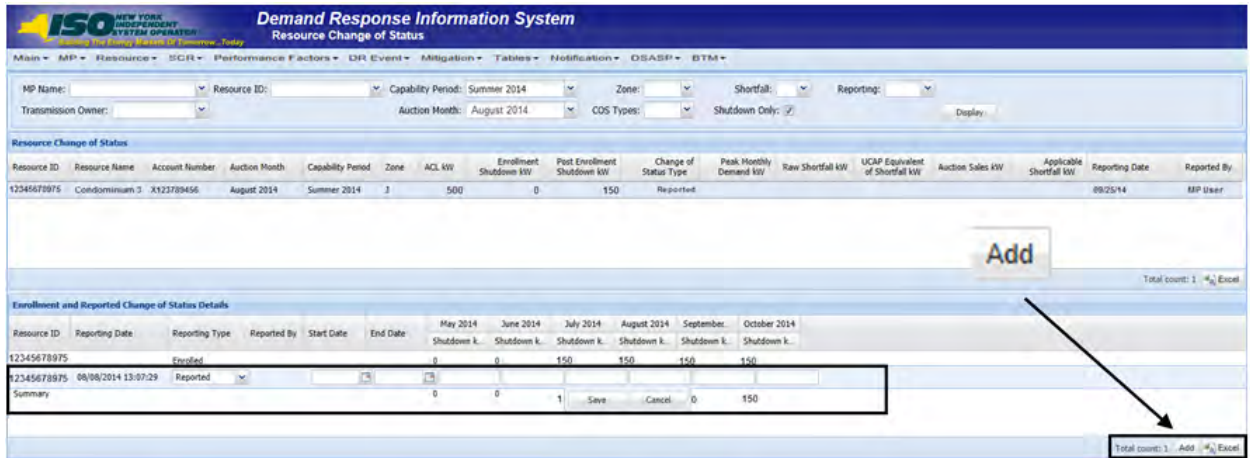 NEW YORK
INDEPENDENT
SYSTEM OPERATOR
ISO
Building The Energy Markets Of Tomorrow...Today
Demand Response Information System
Resource Change of Status
Main MP Resource SCR Performance Factors DR Event Mitigation Tables Notification DSASP BTM
MP Name: Resource ID: Capability Period: Summer 2014 Zone: Shortfall: Reporting:
Transmission Owner: Auction Month: August 2014 COS Types: Shutdown Only: Display
Resource Change of Status
Resource ID Resource Name Account Number Auction Month Capability Period Zone ACL kW Enrollment Shutdown kW Post Enrollment Shutdown kW Change of Status Type Peak Monthly Demand kW Raw Shortfall kW UCAP Equivalent of Shortfall kW Auction Sales kW Applicable Shortfall kW Reporting Date Reported By
12345678975 Condominium 3 X123789456 August 2014 Summer 2014 J 500 0 150 Reported 09/25/14 MP User
Add
Total count: 1 Excel
Enrollment and Reported Change of Status Details
Resource ID Reporting Date Reporting Type Reported By Start Date End Date May 2014 June 2014 July 2014 August 2014 September... October 2014
Shutdown k... Shutdown k... Shutdown k... Shutdown k... Shutdown k... Shutdown k...
12345678975 Enrolled 0 0 150 150 150 150
12345678975 08/08/2014 13:07:29 Reported
Summary 0 0 1 Save Cancel 0 150
Total count: 1 Add Excel